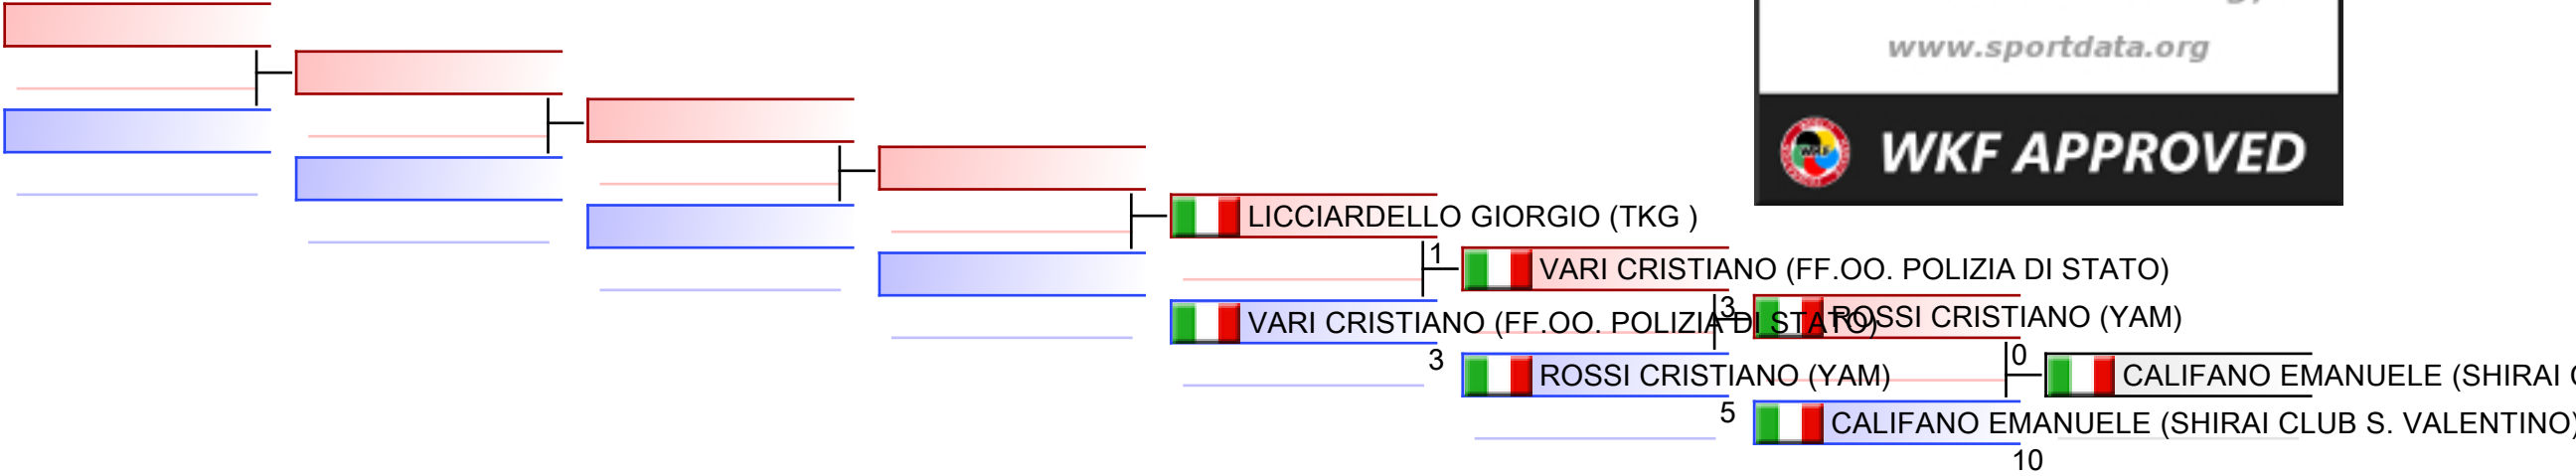 www.sportdata.org
WKF APPROVED
LICCIARDELLO GIORGIO (TKG )
1
VARI CRISTIANO (FF.OO. POLIZIA DI STATO)
3
ROSSI CRISTIANO (YAM)
VARI CRISTIANO (FF.OO. POLIZIA DI STATO)
3
0
ROSSI CRISTIANO (YAM)
CALIFANO EMANUELE (SHIRAI
5
CALIFANO EMANUELE (SHIRAI CLUB S. VALENTINO)
10